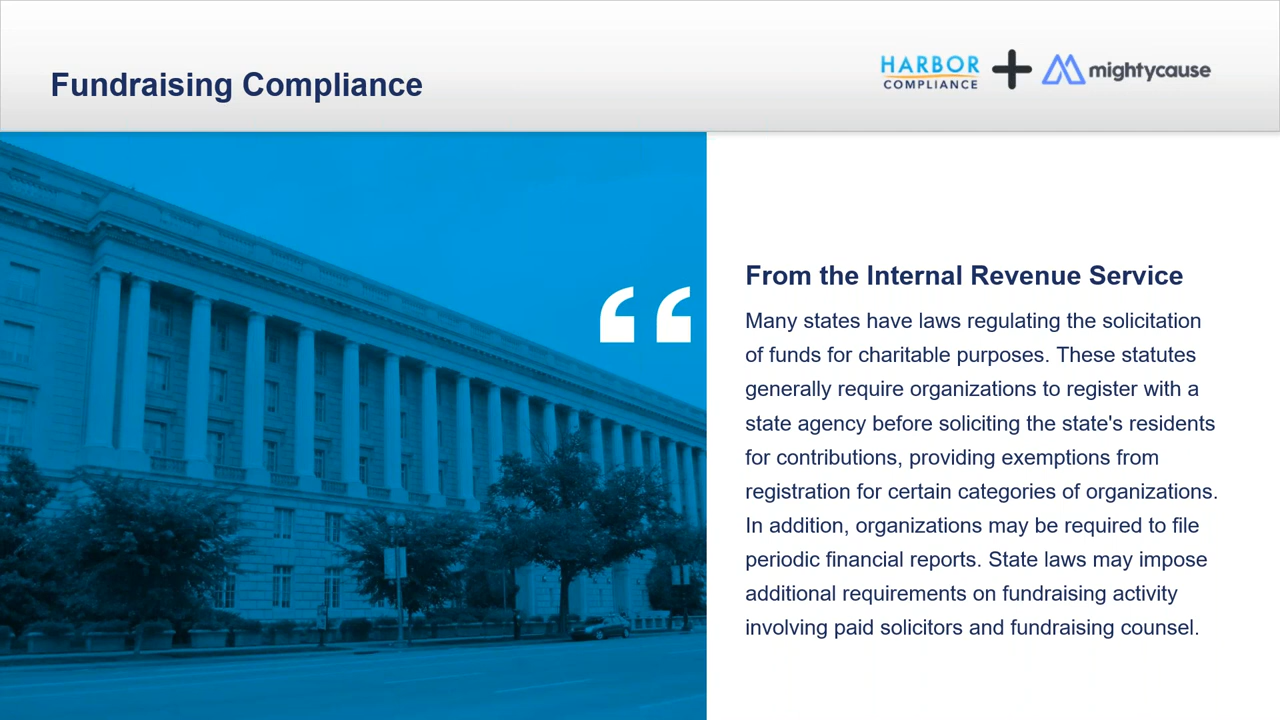 Fundraising Compliance
HARBOR
COMPLIANCE
mightycause
From the Internal Revenue Service
Many states have laws regulating the solicitation
of funds for charitable purposes. These statutes
generally require organizations to register with a
state agency before soliciting the state's residents
for contributions, providing exemptions from
registration for certain categories of organizations.
In addition, organizations may be required to file
periodic financial reports. State laws may impose
additional requirements on fundraising activity
involving paid solicitors and fundraising counsel.